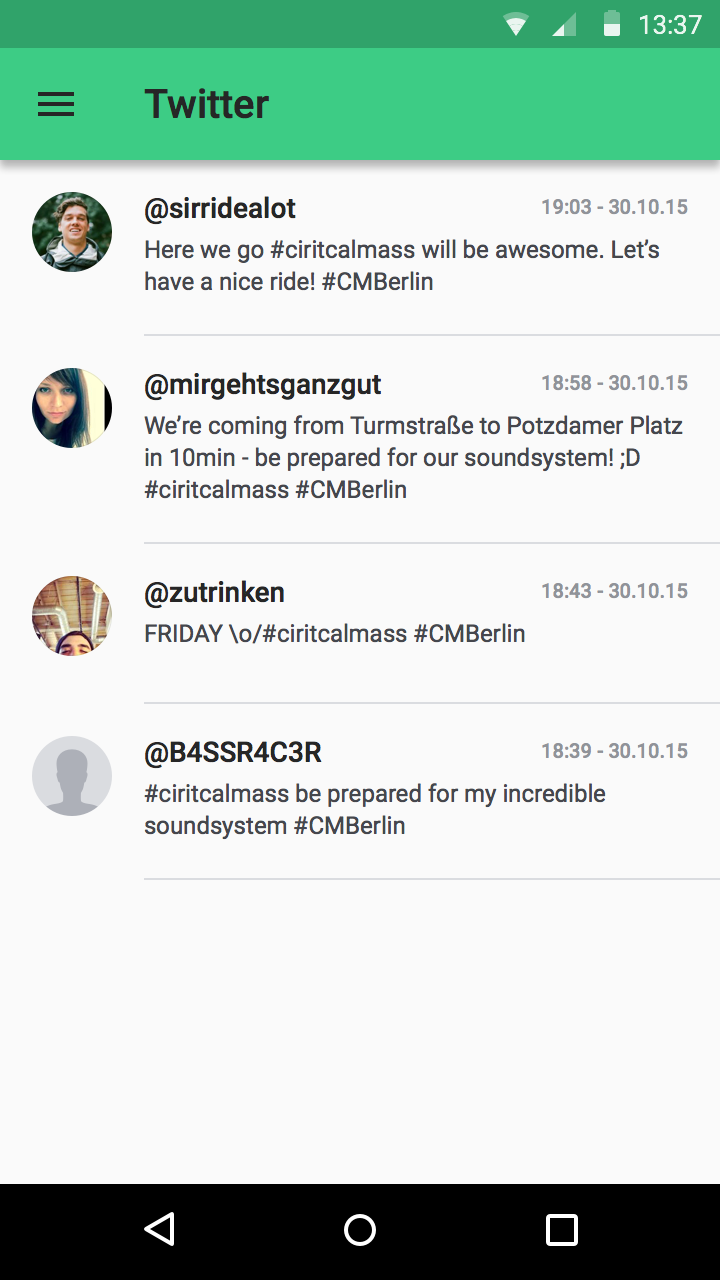 13:37
Twitter
@sirridealot 19:03 - 30.10.15
Here we go #ciritcalmass will be awesome. Let’s
have a nice ride! #CMBerlin
@mirgehtsganzgut 18:58 - 30.10.15
We’re coming from Turmstraße to Potzdamer Platz
in 10min - be prepared for our soundsystem! ;D
#ciritcalmass #CMBerlin
@zutrinken 18:43 - 30.10.15
FRIDAY \o/#ciritcalmass #CMBerlin
@B4SSR4C3R 18:39 - 30.10.15
#ciritcalmass be prepared for my incredible
soundsystem #CMBerlin